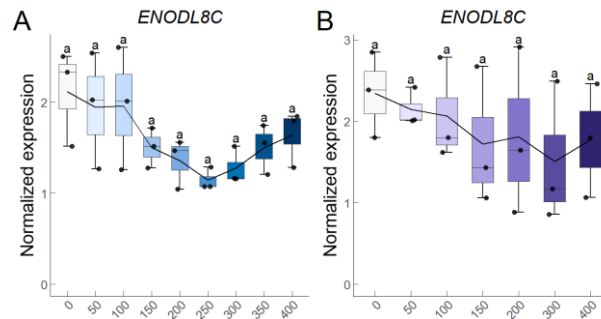 A
ENODL8C
Normalized expression
2
1
0
a a a a a a a a a
0 50 100 150 200 250 300 350 400
B
ENODL8C
Normalized expression
3
2
1
0
a a a a a a a
0 50 100 150 200 300 400